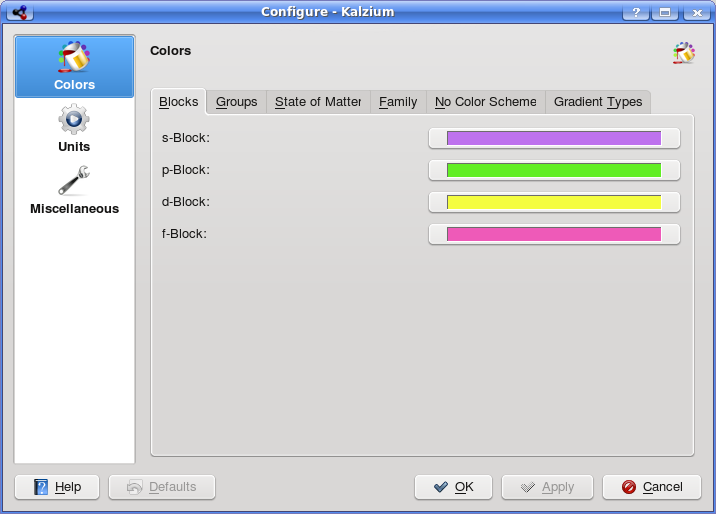 Configure - Kalzium
Colors
Units
Miscellaneous
Colors
Blocks Groups State of Matter Family No Color Scheme Gradient Types
s-Block:
p-Block:
d-Block:
f-Block:
Help Defaults OK Apply Cancel